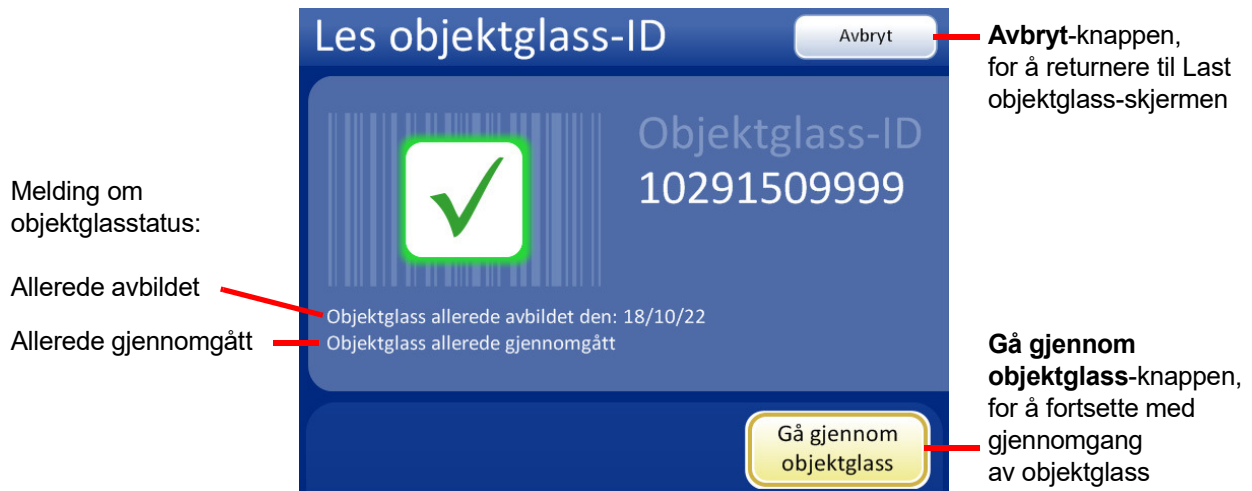 Les objektglass-ID
Avbryt
Avbryt-knappen,
for å returnere til Last
objektglass-skjermen
Objektglass-ID
10291509999
Melding om
objektglasstatus:
Allerede avbildet
Allerede gjennomgått
Objektglass allerede avbildet den: 18/10/22
Objektglass allerede gjennomgått
Gå gjennom
objektglass
Gå gjennom
objektglass-knappen,
for å fortsette med
gjennomgang
av objektglass